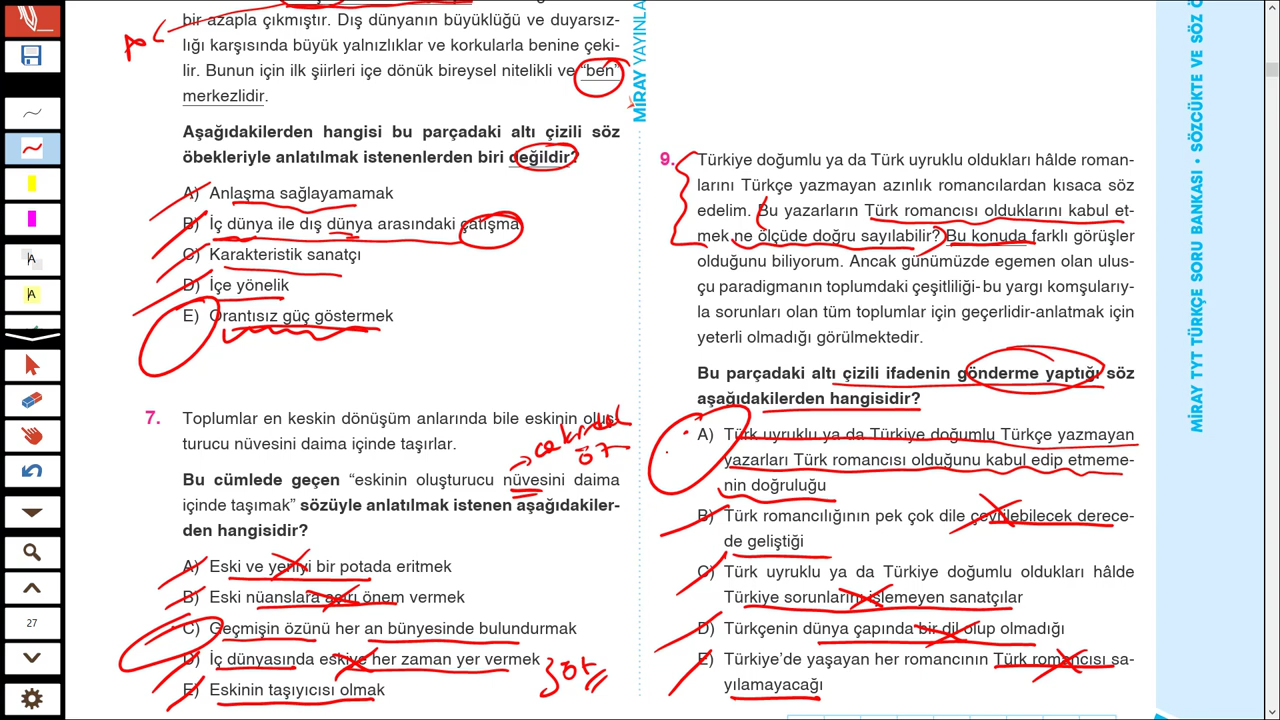 bir azapla çıkmıştır. Dış dünyanın büyüklüğü ve duyarsız-
lığı karşısında büyük yalnızlıklar ve korkularla benine çeki-
lir. Bunun için ilk şiirleri içe dönük bireysel nitelikli ve “ben”
merkezlidir.
Aşağıdakilerden hangisi bu parçadaki altı çizili söz
öbekleriyle anlatılmak istenenlerden biri değildir?
A) Anlaşma sağlayamamak
B) İç dünya ile dış dünya arasındaki çatışma
C) Karakteristik sanatçı
D) İçe yönelik
E) Orantısız güç göstermek
7. Toplumlar en keskin dönüşüm anlarında bile eskinin oluş-
turucu nüvesini daima içinde taşırlar.
çekirdek
öz
Bu cümlede geçen “eskinin oluşturucu nüvesini daima
içinde taşımak” sözüyle anlatılmak istenen aşağıdakiler-
den hangisidir?
A) Eski ve yeniyi bir potada eritmek
B) Eski nüanslara aşırı önem vermek
C) Geçmişin özünü her an bünyesinde bulundurmak
D) İç dünyasında eskiye her zaman yer vermek
E) Eskinin taşıyıcısı olmak
MİRAY YAYINLA
9. Türkiye doğumlu ya da Türk uyruklu oldukları hâlde roman-
larını Türkçe yazmayan azınlık romancılardan kısaca söz
edelim. Bu yazarların Türk romancısı olduklarını kabul et-
mek ne ölçüde doğru sayılabilir? Bu konuda farklı görüşler
olduğunu biliyorum. Ancak günümüzde egemen olan ulus-
çu paradigmanın toplumdaki çeşitliliği-bu yargı komşularıy-
la sorunları olan tüm toplumlar için geçerlidir-anlatmak için
yeterli olmadığı görülmektedir.
Bu parçadaki altı çizili ifadenin gönderme yaptığı söz
aşağıdakilerden hangisidir?
A) Türk uyruklu ya da Türkiye doğumlu Türkçe yazmayan
yazarları Türk romancısı olduğunu kabul edip etmeme-
nin doğruluğu
B) Türk romancılığının pek çok dile çevrilebilecek derece-
de geliştiği
C) Türk uyruklu ya da Türkiye doğumlu oldukları hâlde
Türkiye sorunlarını işlemeyen sanatçılar
D) Türkçenin dünya çapında bir dil olup olmadığı
E) Türkiye’de yaşayan her romancının Türk romancısı sa-
yılamayacağı
MİRAY TYT TÜRKÇE SORU BANKASI • SÖZCÜKTE VE SÖZ Ö
27